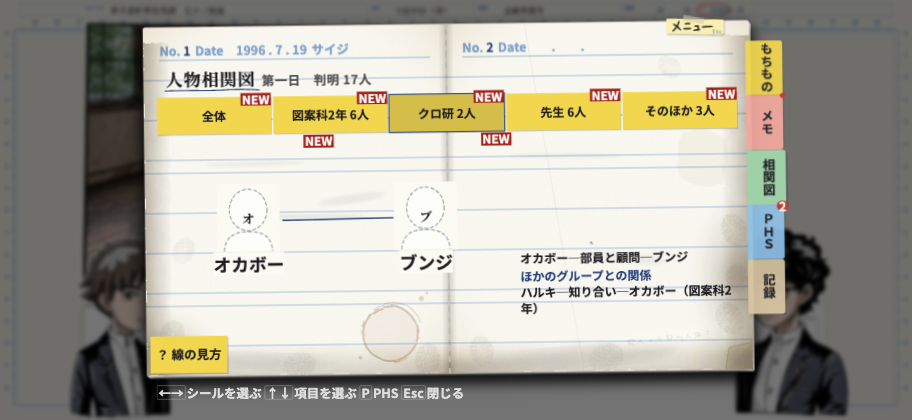 メニュー Esc
No. 1 Date 1996.7.19 サイジ
No. 2 Date . .
人物相関図 第一日 判明 17人
全体 NEW
図案科2年 6人 NEW
クロ研 2人 NEW
先生 6人 NEW
そのほか 3人 NEW
NEW
NEW
オ
ブ
オカボー
ブンジ
オカボー─部員と顧問─ブンジ
ほかのグループとの関係
ハルキ─知り合い─オカボー（図案科2
年）
? 線の見方
もちもの
メモ
相関図
PHS 2
記録
←→ シールを選ぶ ↑↓ 項目を選ぶ P PHS Esc 閉じる